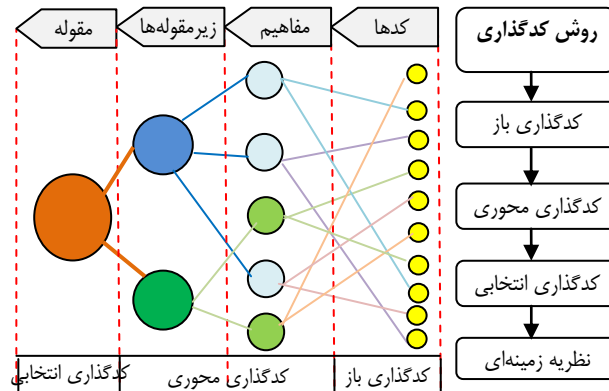 کدها
مفاهیم
زیرمقوله‌ها
مقوله
روش کدگذاری
کدگذاری باز
کدگذاری محوری
کدگذاری انتخابی
نظریه زمینه‌ای
کدگذاری باز
کدگذاری محوری
کدگذاری انتخابی